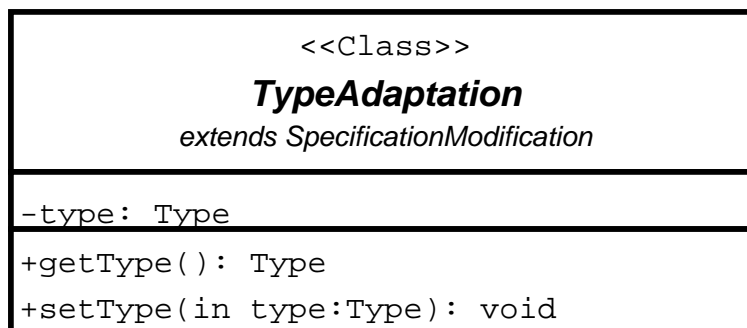 <<Class>>
TypeAdaptation
extends SpecificationModification
-type: Type
+getType(): Type
+setType(in type:Type): void